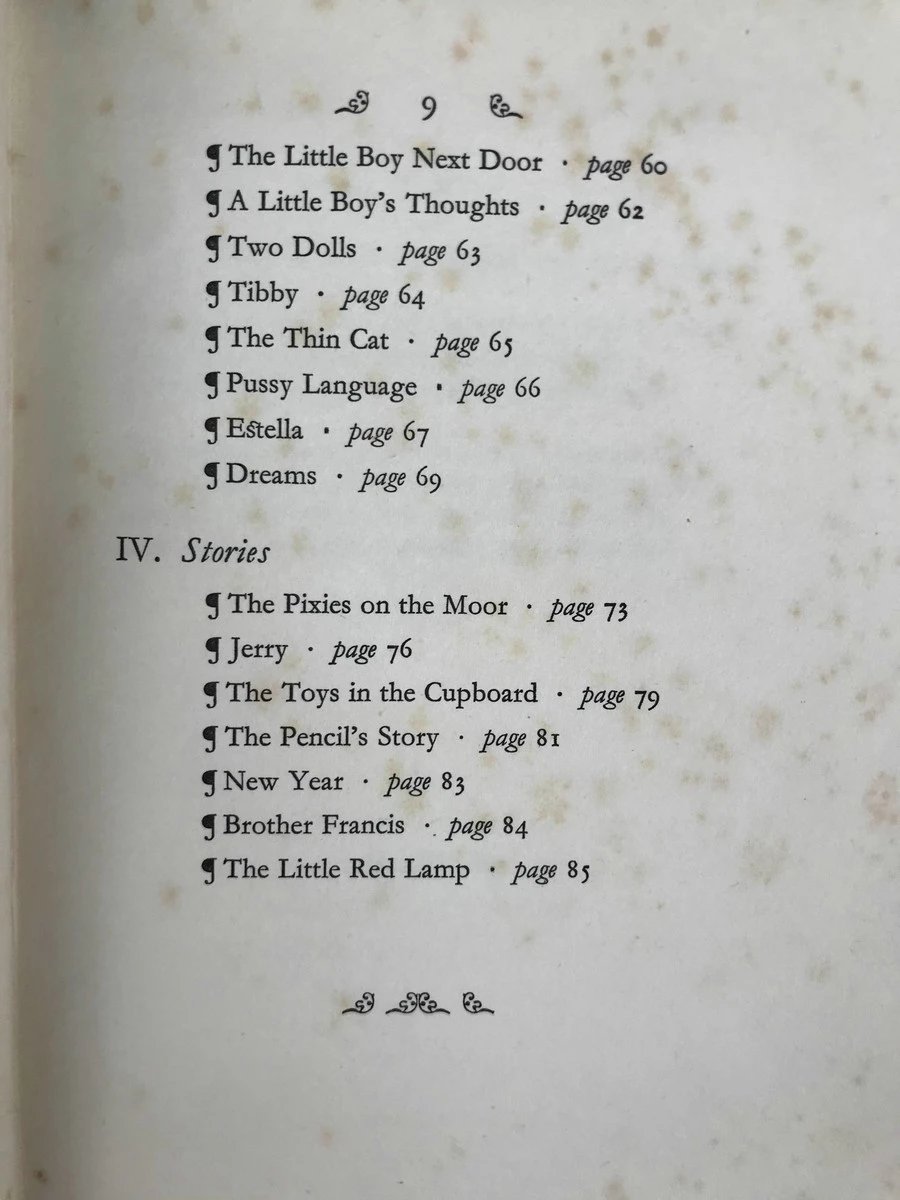 9
¶ The Little Boy Next Door · page 60
¶ A Little Boy's Thoughts · page 62
¶ Two Dolls · page 63
¶ Tibby · page 64
¶ The Thin Cat · page 65
¶ Pussy Language · page 66
¶ Estella · page 67
¶ Dreams · page 69
IV. Stories
¶ The Pixies on the Moor · page 73
¶ Jerry · page 76
¶ The Toys in the Cupboard · page 79
¶ The Pencil's Story · page 81
¶ New Year · page 83
¶ Brother Francis · page 84
¶ The Little Red Lamp · page 85